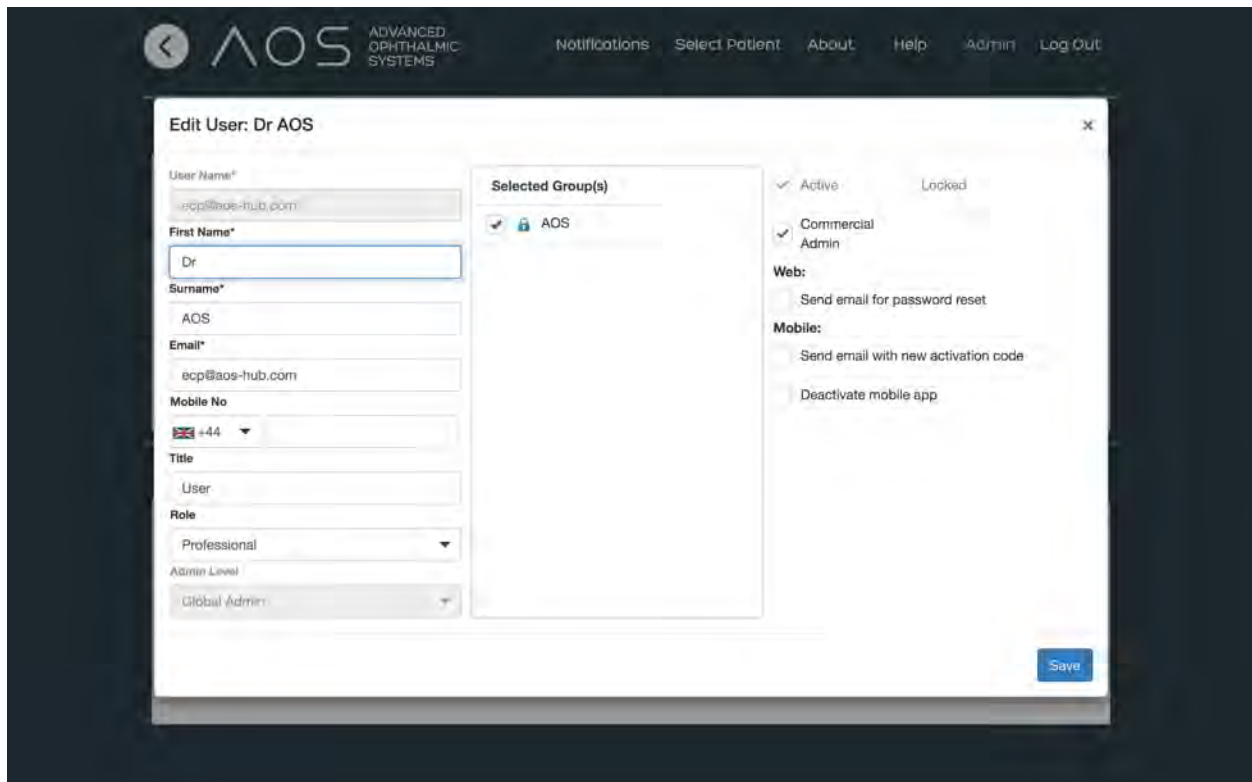 AOS
ADVANCED
OPHTHALMIC
SYSTEMS
Notifications Select Patient About Help Admin Log Out
Edit User: Dr AOS ×
User Name*
ecp@aos-hub.com
First Name*
Dr
Surname*
AOS
Email*
ecp@aos-hub.com
Mobile No
+44
Title
User
Role
Professional
Admin Level
Global Admin
Selected Group(s)
AOS
Active Locked
Commercial
Admin
Web:
Send email for password reset
Mobile:
Send email with new activation code
Deactivate mobile app
Save